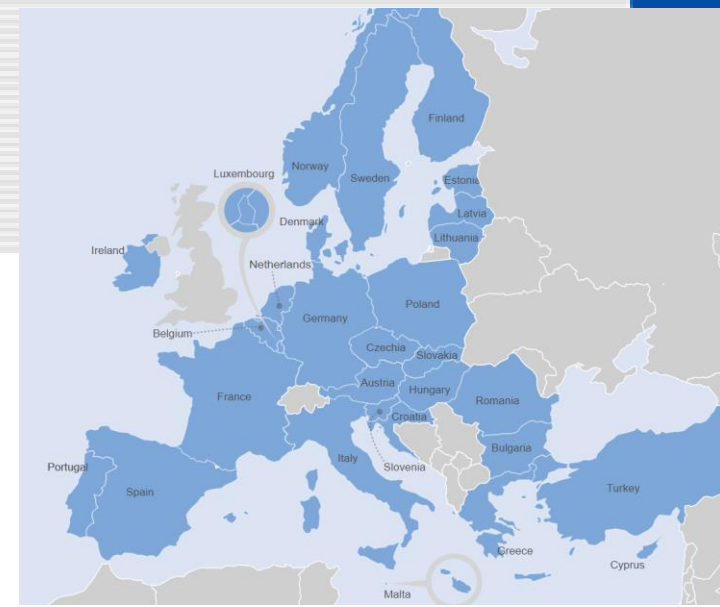 Finland
Norway
Luxembourg
Sweden
Estonia
Latvia
Denmark
Lithuania
Ireland
Netherlands
Poland
Germany
Belgium
Czechia
Slovakia
Austria
Hungary
France
Romania
Croatia
Bulgaria
Italy
Slovenia
Portugal
Spain
Turkey
Greece
Cyprus
Malta